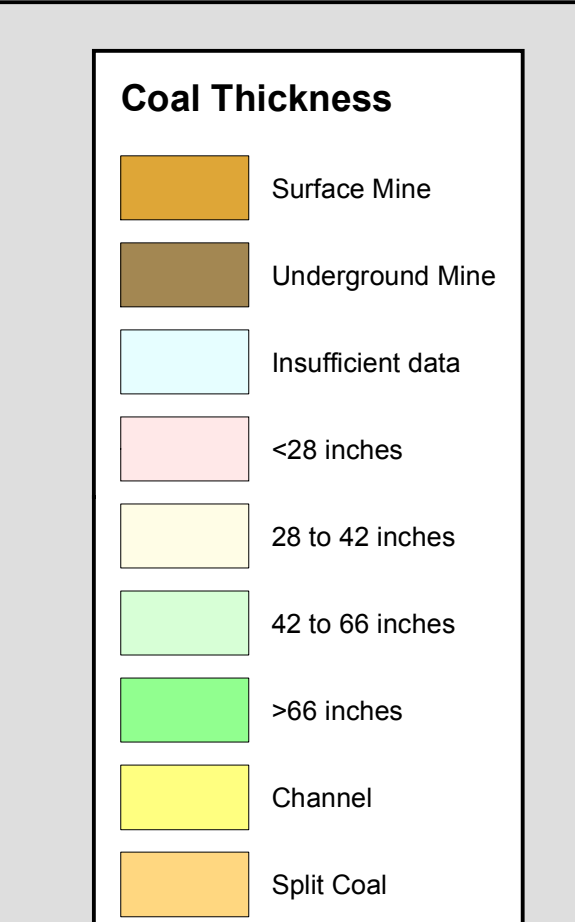 Coal Thickness
Surface Mine
Underground Mine
Insufficient data
<28 inches
28 to 42 inches
42 to 66 inches
>66 inches
Channel
Split Coal